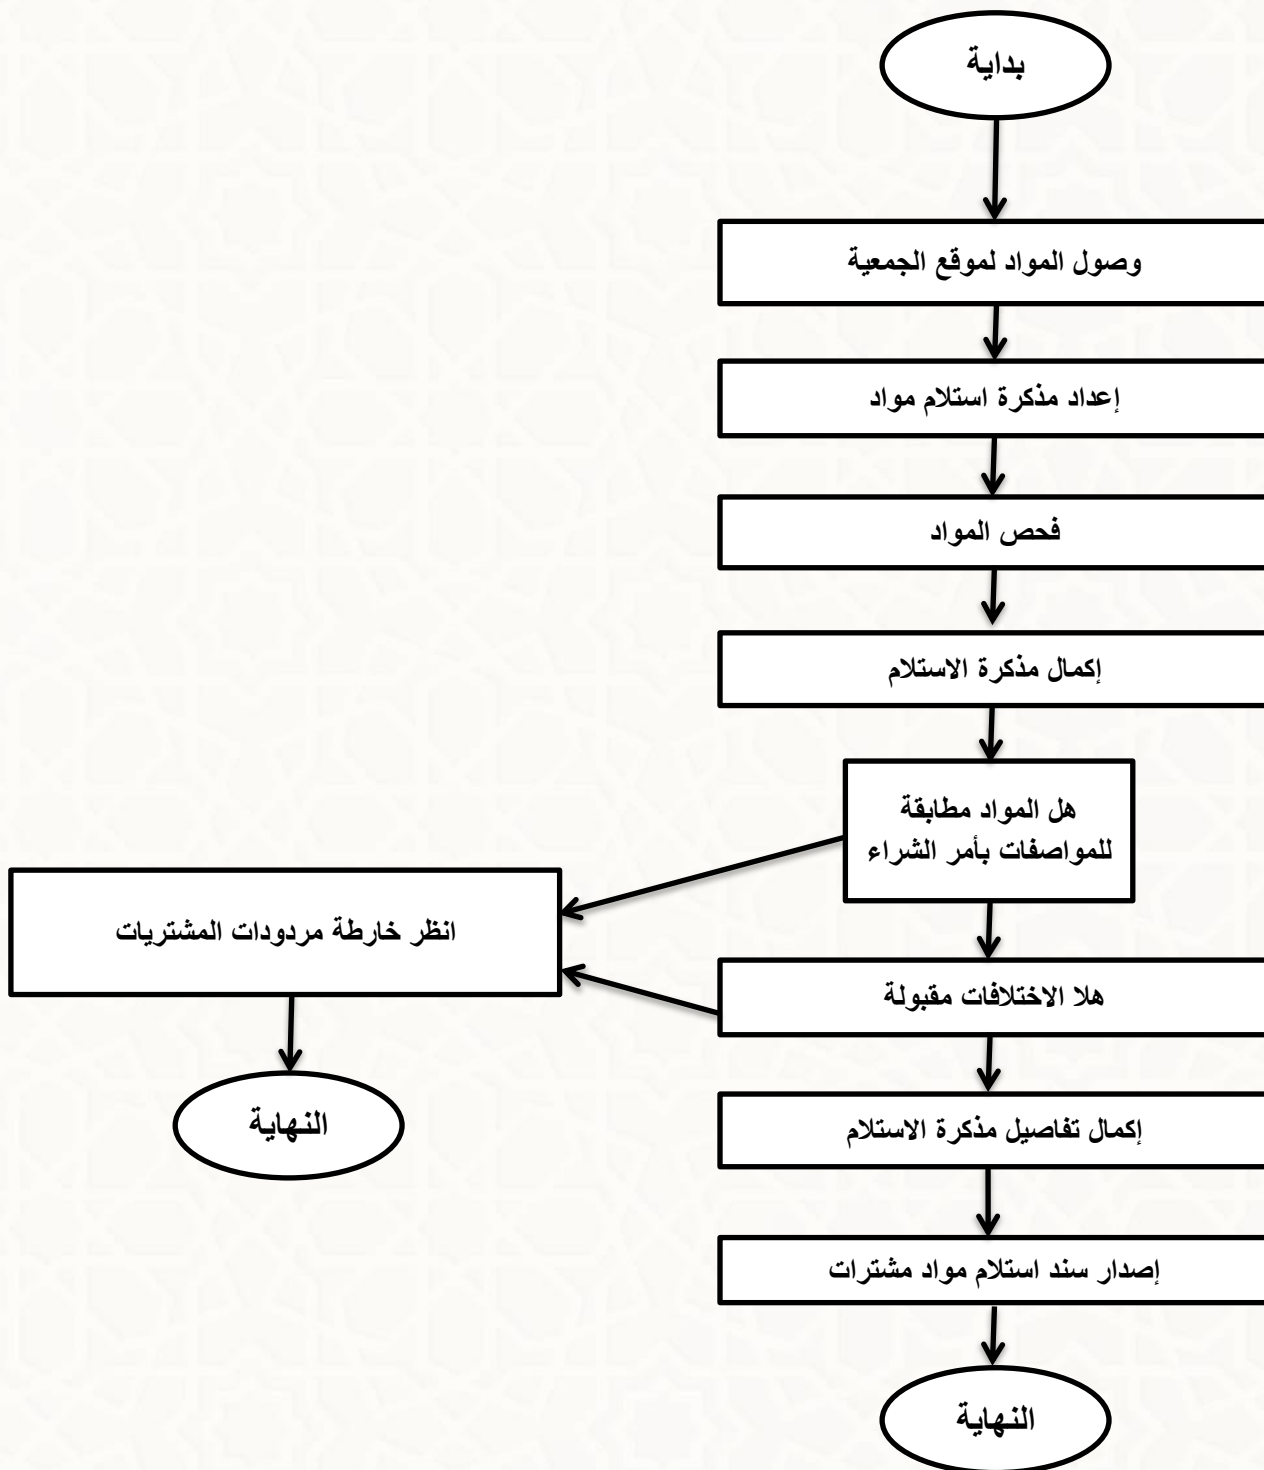 بداية
وصول المواد لموقع الجمعية
إعداد مذكرة استلام مواد
فحص المواد
إكمال مذكرة الاستلام
هل المواد مطابقة
للمواصفات بأمر الشراء
انظر خارطة مردودات المشتريات
هلا الاختلافات مقبولة
النهاية
إكمال تفاصيل مذكرة الاستلام
إصدار سند استلام مواد مشترات
النهاية